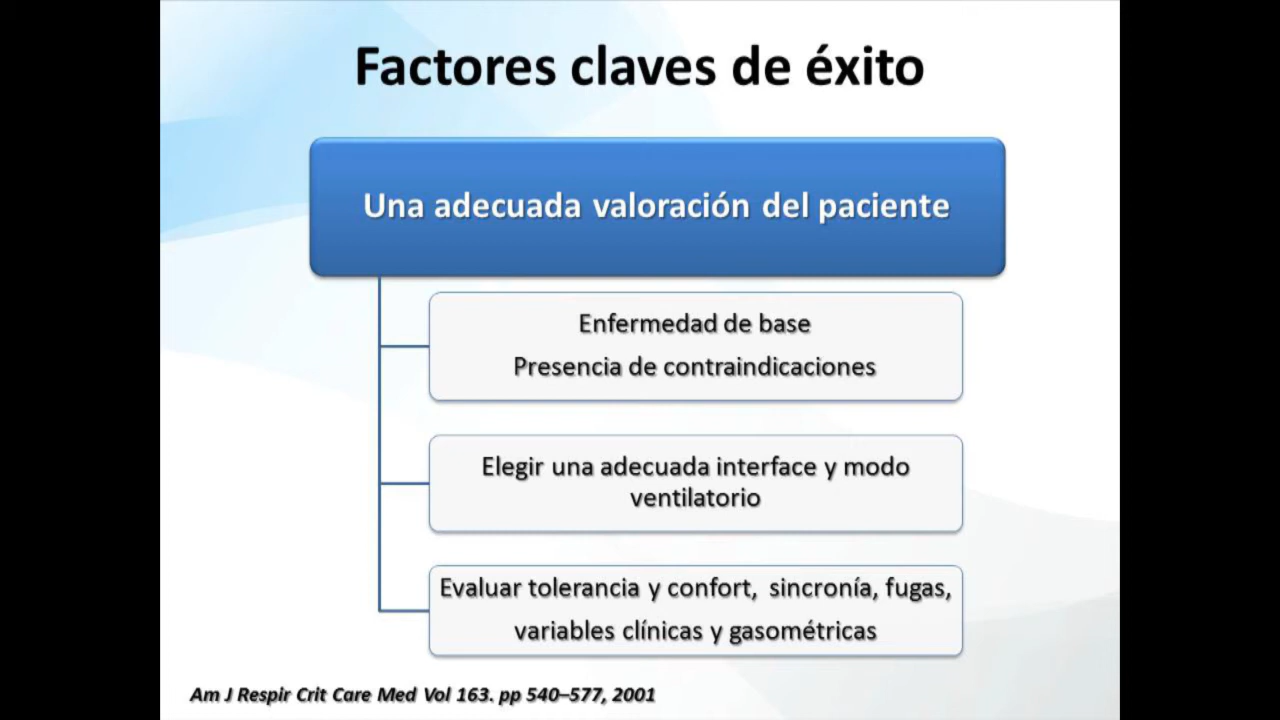 Factores claves de éxito
Una adecuada valoración del paciente
Enfermedad de base
Presencia de contraindicaciones
Elegir una adecuada interface y modo
ventilatorio
Evaluar tolerancia y confort, sincronía, fugas,
variables clínicas y gasométricas
Am J Respir Crit Care Med Vol 163. pp 540–577, 2001